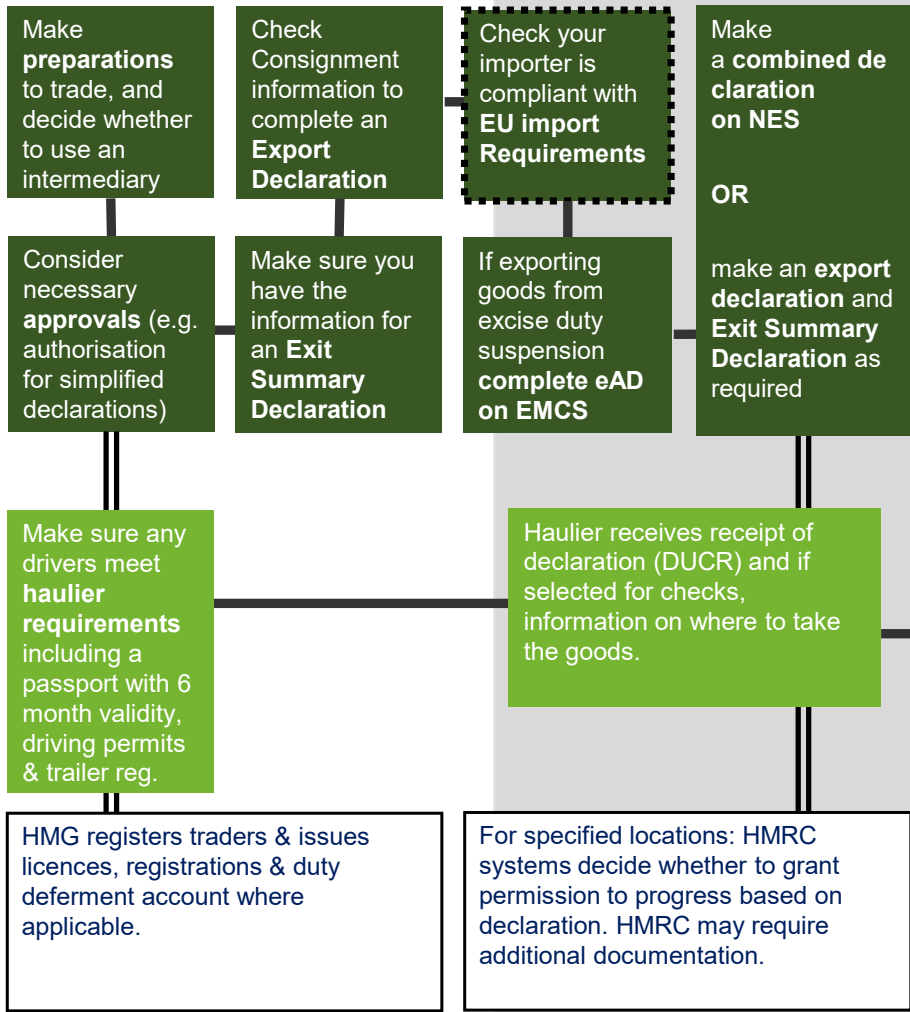 Make
preparations
to trade, and
decide whether
to use an
intermediary
Consider
necessary
approvals (e.g.
authorisation
for simplified
declarations)
Check
Consignment
information to
complete an
Export
Declaration
Make sure you
have the
information for
an Exit
Summary
Declaration
Check your
importer is
compliant with
EU import
Requirements
If exporting
goods from
excise duty
suspension
complete eAD
on EMCS
Make
a combined de
claration
on NES
OR
make an export
declaration and
Exit Summary
Declaration as
required
Make sure any
drivers meet
haulier
requirements
including a
passport with 6
month validity,
driving permits
& trailer reg.
Haulier receives receipt of
declaration (DUCR) and if
selected for checks,
information on where to take
the goods.
HMG registers traders & issues
licences, registrations & duty
deferment account where
applicable.
For specified locations: HMRC
systems decide whether to grant
permission to progress based on
declaration. HMRC may require
additional documentation.